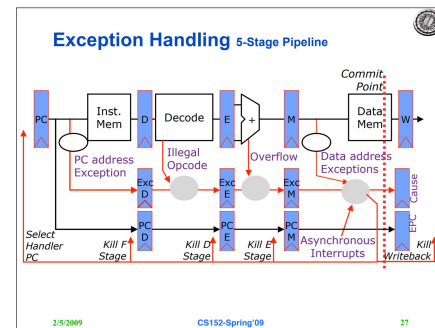 Exception Handling 5-Stage Pipeline
Commit
Point
PC
Inst.
Mem
D
Decode
E
+
M
Data
Mem
W
PC address
Exception
Illegal
Opcode
Overflow
Data address
Exceptions
Exc
D
Exc
E
Exc
M
Cause
PC
D
PC
E
PC
M
EPC
Select
Handler
PC
Kill F
Stage
Kill D
Stage
Kill E
Stage
Asynchronous
Interrupts
Kill
Writeback
2/5/2009
CS152-Spring'09
27